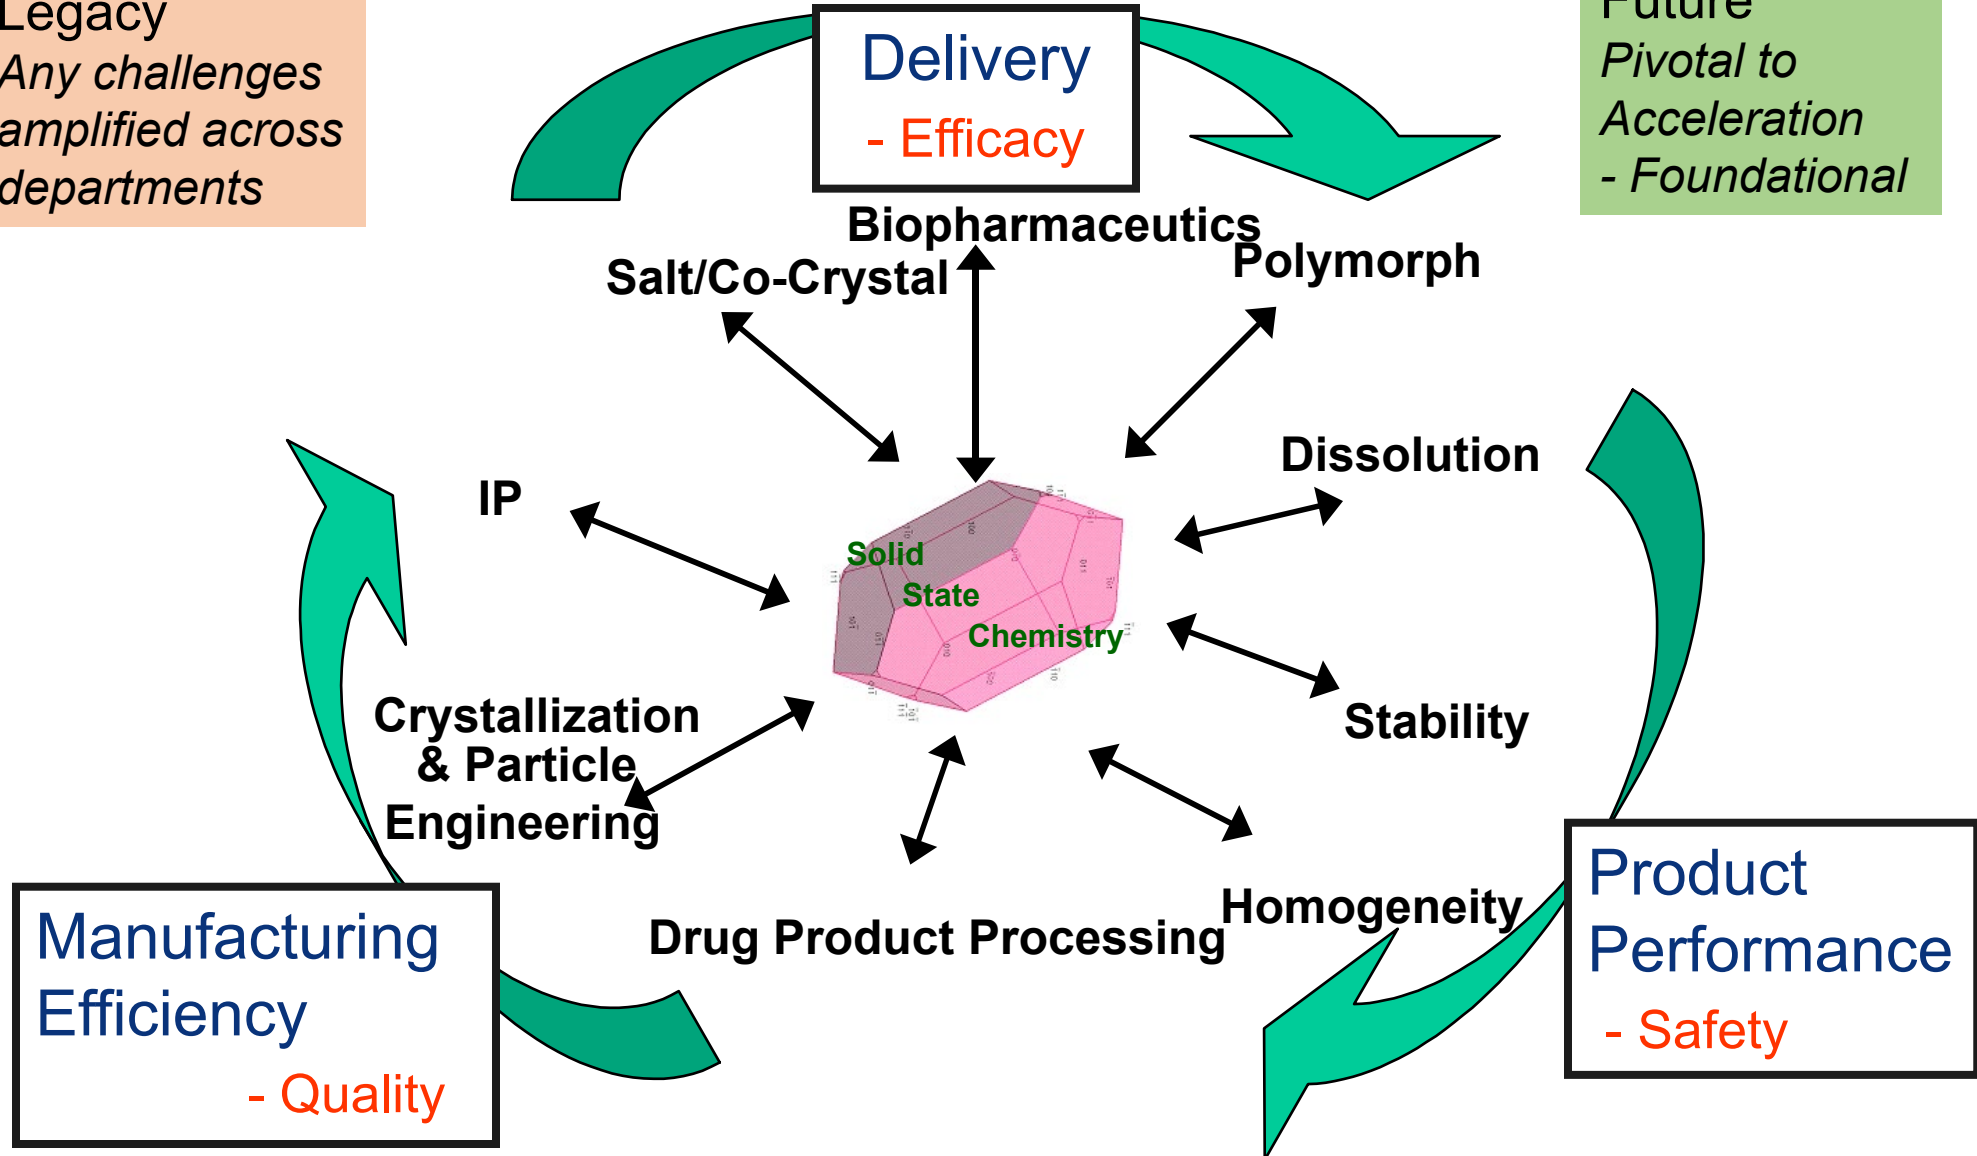 Legacy
Any challenges
amplified across
departments
Delivery
- Efficacy
Future
Pivotal to
Acceleration
- Foundational
Biopharmaceutics
Salt/Co-Crystal
Polymorph
Dissolution
IP
Solid
State
Chemistry
Crystallization
& Particle
Engineering
Stability
Homogeneity
Drug Product Processing
Manufacturing
Efficiency
- Quality
Product
Performance
- Safety